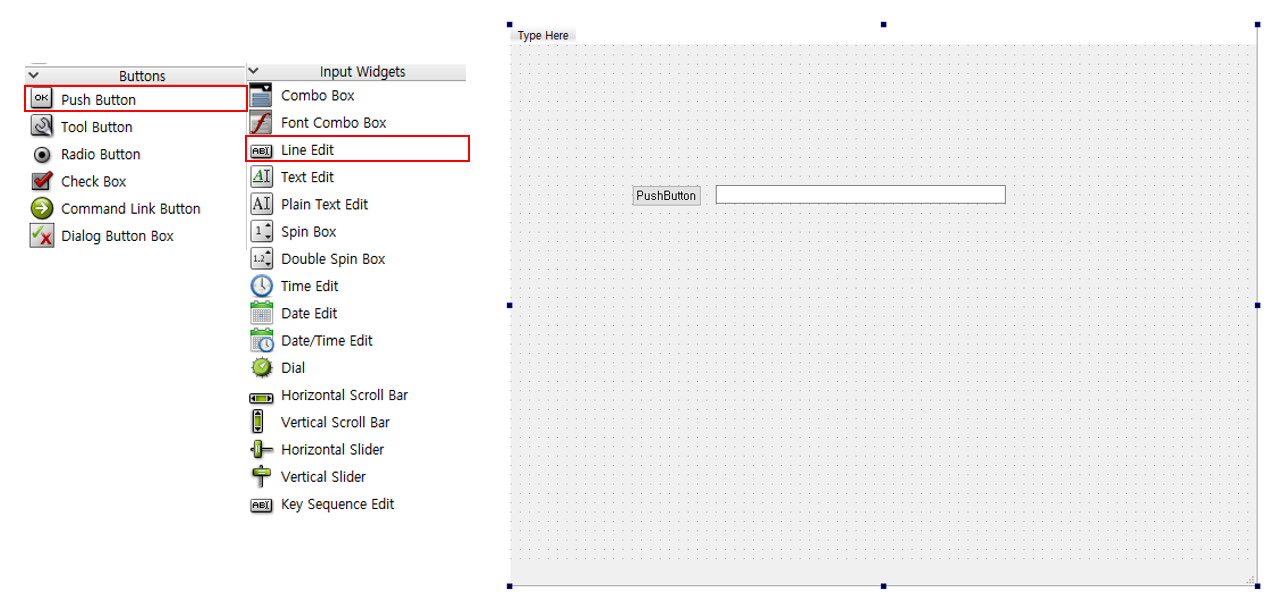 Buttons
Push Button
Tool Button
Radio Button
Check Box
Command Link Button
Dialog Button Box
Input Widgets
Combo Box
Font Combo Box
Line Edit
Text Edit
Plain Text Edit
Spin Box
Double Spin Box
Time Edit
Date Edit
Date/Time Edit
Dial
Horizontal Scroll Bar
Vertical Scroll Bar
Horizontal Slider
Vertical Slider
Key Sequence Edit
Type Here
PushButton